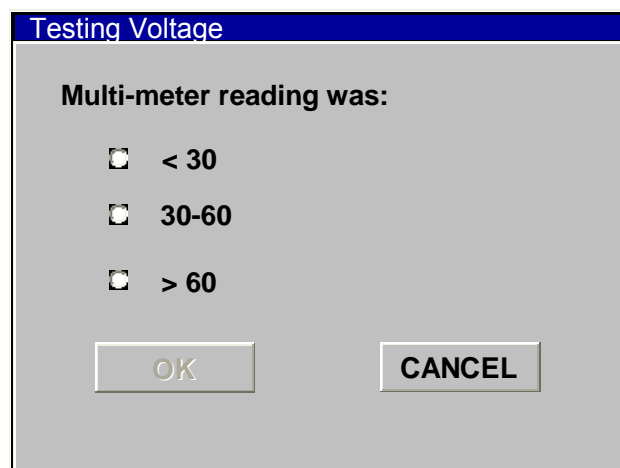 Testing Voltage
Multi-meter reading was:
< 30
30-60
> 60
OK
CANCEL